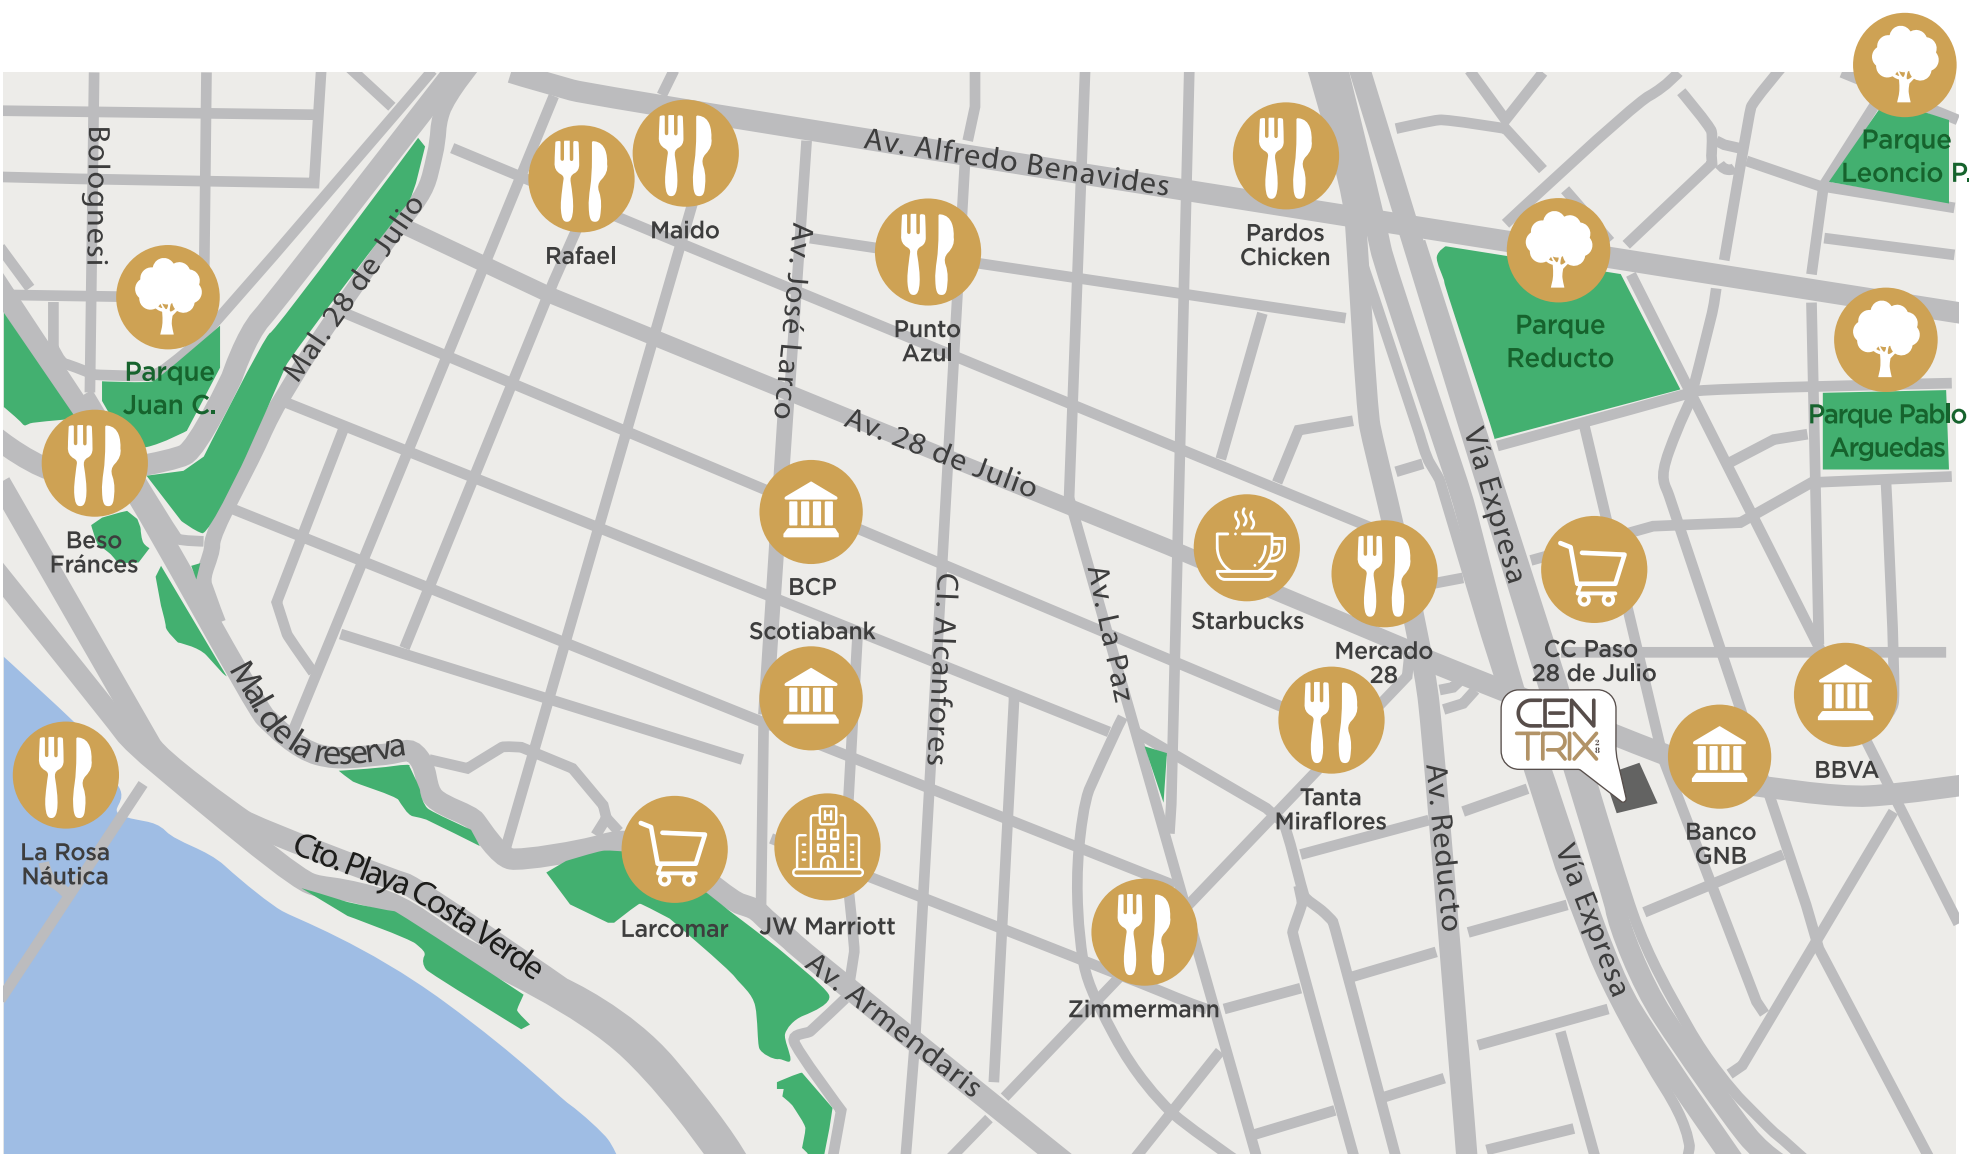 Bolognesi
Parque
Juan C.
Mal. 28 de Julio
Rafael
Maido
Av. Alfredo Benavides
Punto
Azul
Av. José Larco
Pardos
Chicken
Parque
Leoncio P.
Parque
Reducto
Parque Pablo
Arguedas
Av. 28 de Julio
Vía Expresa
Beso
Fránces
BCP
Scotiabank
Cl. Alcanfores
Av. La Paz
Starbucks
Mercado
28
CC Paso
28 de Julio
CEN
TRIX
28
Banco
GNB
BBVA
Tanta
Miraflores
Av. Reducto
Vía Expresa
Mal. de la reserva
La Rosa
Náutica
Cto. Playa Costa Verde
Larcomar
H
JW Marriott
Av. Armendaris
Zimmermann